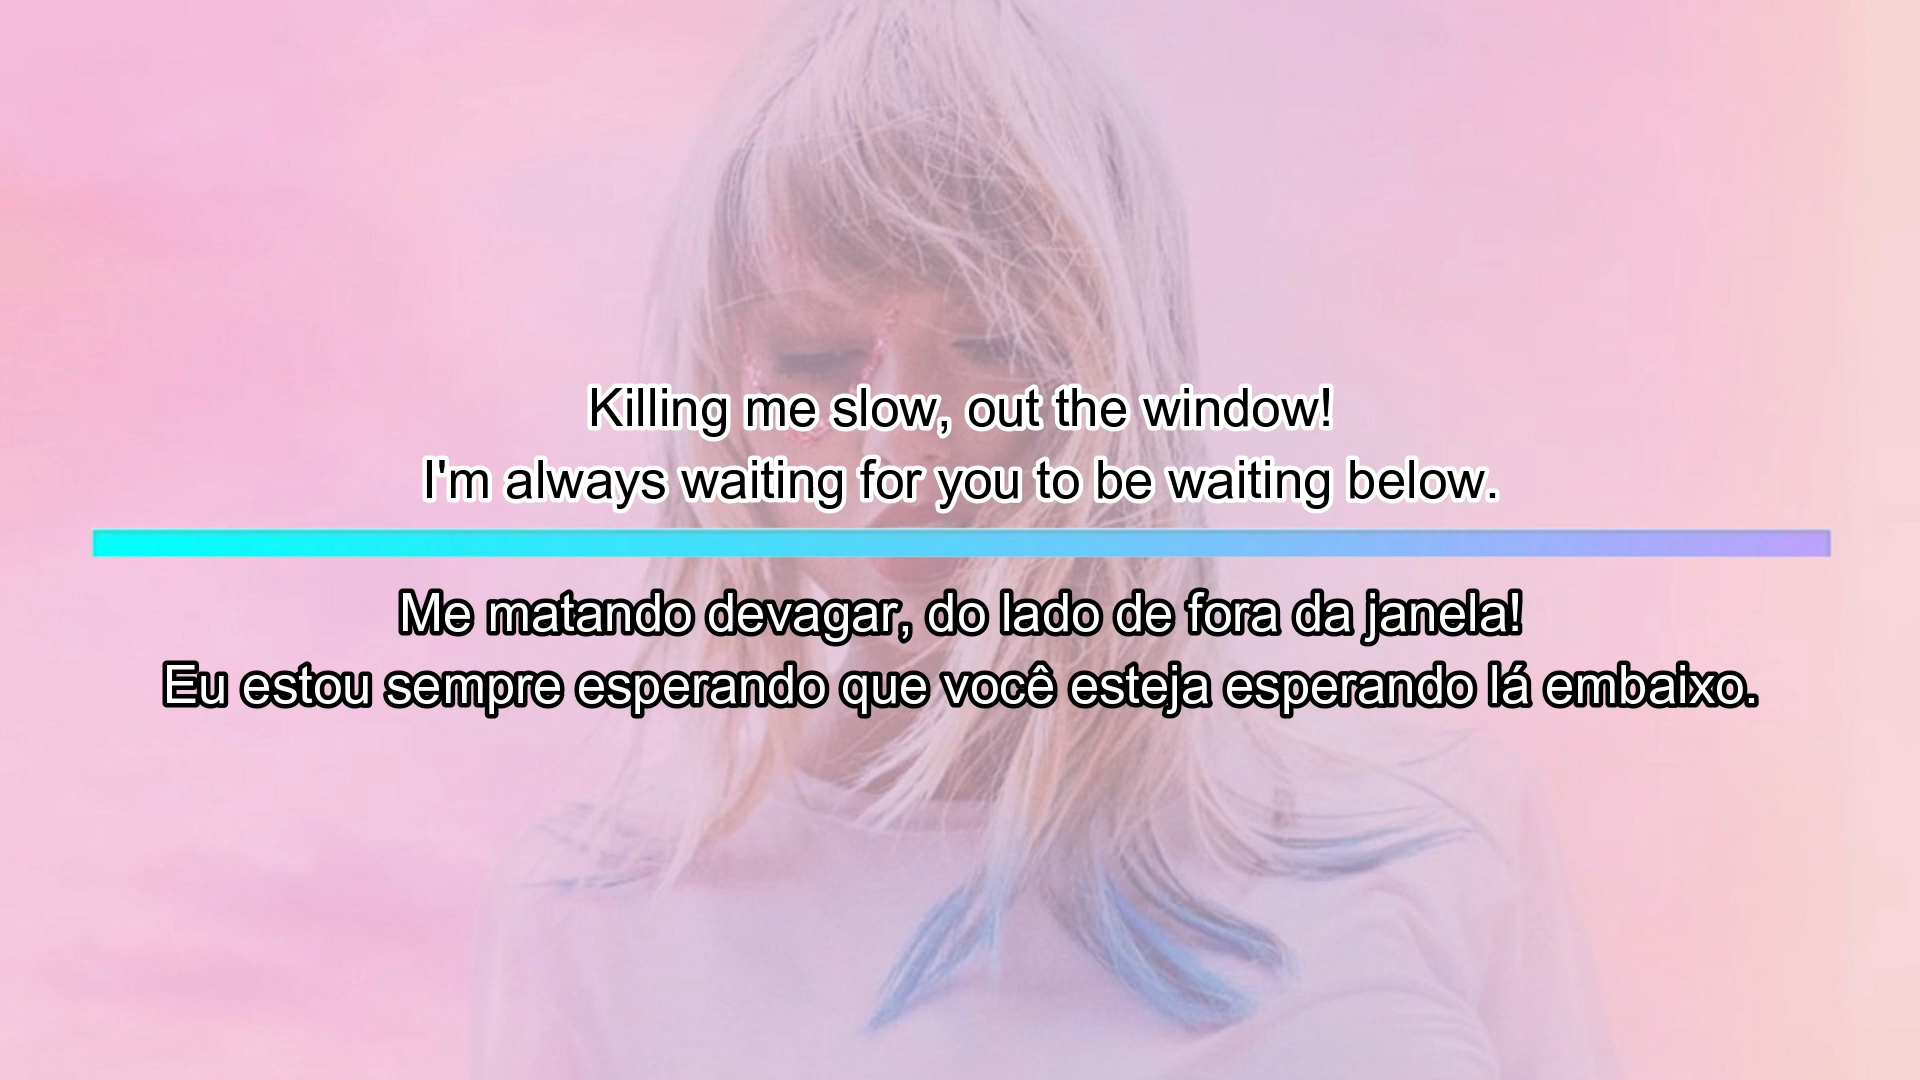 Killing me slow, out the window!
I'm always waiting for you to be waiting below.
Me matando devagar, do lado de fora da janela!
Eu estou sempre esperando que você esteja esperando lá embaixo.